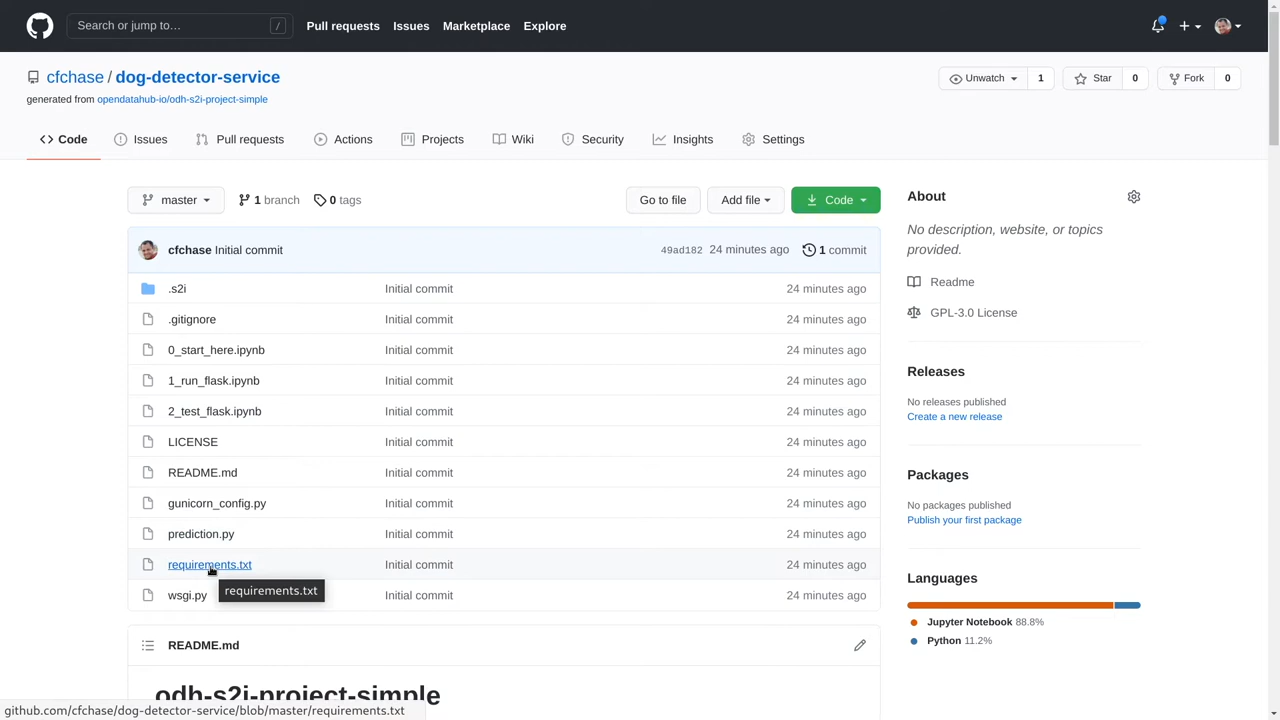 Search or jump to… /
Pull requests Issues Marketplace Explore
cfchase / dog-detector-service
generated from opendatahub-io/odh-s2i-project-simple
Unwatch 1 Star 0 Fork 0
Code Issues Pull requests Actions Projects Wiki Security Insights Settings
master 1 branch 0 tags Go to file Add file Code
cfchase Initial commit 49ad182 24 minutes ago 1 commit
.s2i Initial commit 24 minutes ago
.gitignore Initial commit 24 minutes ago
0_start_here.ipynb Initial commit 24 minutes ago
1_run_flask.ipynb Initial commit 24 minutes ago
2_test_flask.ipynb Initial commit 24 minutes ago
LICENSE Initial commit 24 minutes ago
README.md Initial commit 24 minutes ago
gunicorn_config.py Initial commit 24 minutes ago
prediction.py Initial commit 24 minutes ago
requirements.txt Initial commit 24 minutes ago
requirements.txt
wsgi.py Initial commit 24 minutes ago
README.md
odh-s2i-project-simple
About
No description, website, or topics
provided.
Readme
GPL-3.0 License
Releases
No releases published
Create a new release
Packages
No packages published
Publish your first package
Languages
Jupyter Notebook 88.8%
Python 11.2%
github.com/cfchase/dog-detector-service/blob/master/requirements.txt